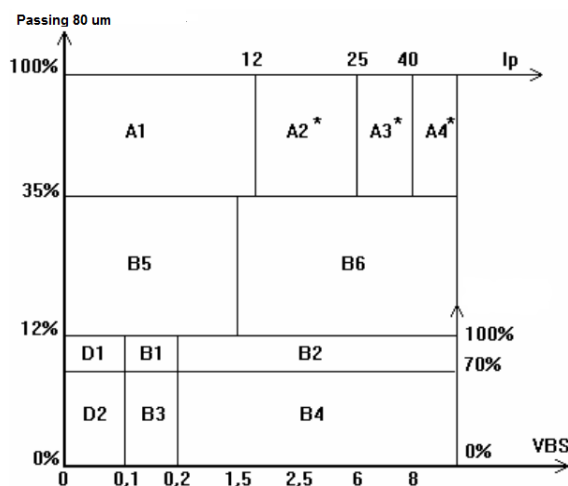 Passing 80 um
100% 12 25 40 Ip
A1 A2* A3* A4*
35%
B5 B6
12% 100%
D1 B1 B2 70%
D2 B3 B4
0% 0% VBS
0 0,1 0,2 1,5 2,5 6 8